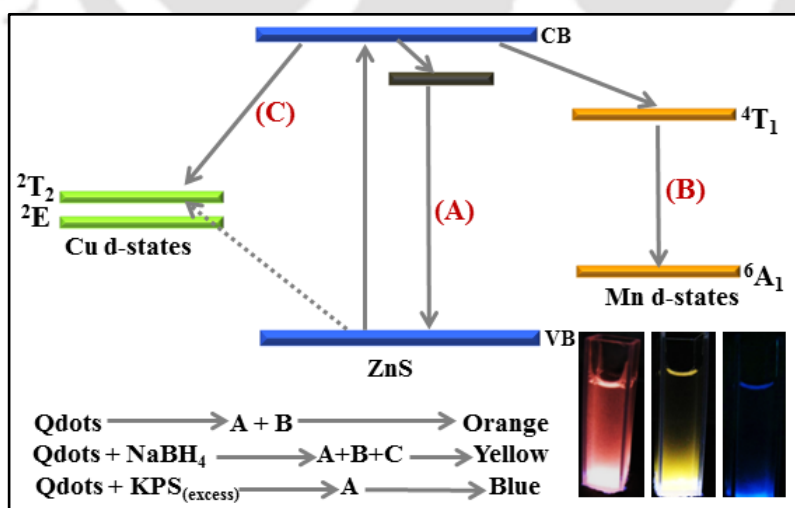 CB
(C)
⁴T₁
²T₂
(A)
(B)
²E
Cu d-states
⁶A₁
Mn d-states
VB
ZnS
Qdots → A + B → Orange
Qdots + NaBH₄ → A+B+C → Yellow
Qdots + KPS(excess) → A → Blue